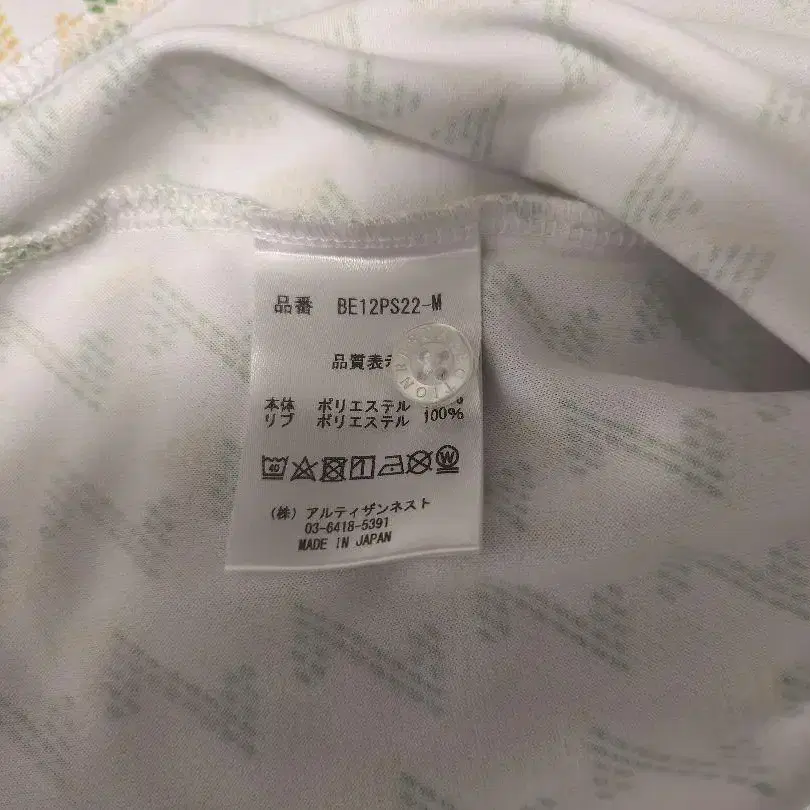 品番 BE12PS22-M
品質表示
本体 ポリエステル
リブ ポリエステル 100%
40
(株) アルティザンネスト
03-6418-5391
MADE IN JAPAN